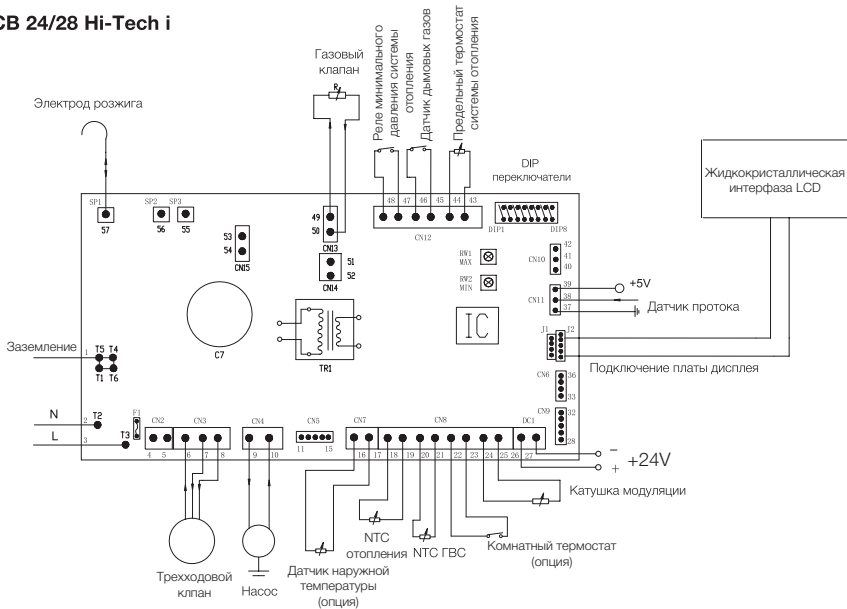 CB 24/28 Hi-Tech i
Газовый
клапан
R
Реле минимального
давления системы
отопления
Датчик дымовых газов
Предельный термостат
системы отопления
Электрод розжига
DIP
переключатели
Жидкокристаллическая
интерфаза LCD
SP1
57
SP2
56
SP3
55
53
54
CN15
49
50
CN13
51
52
CN14
48 47 46 45 44 43
CN12
DIP1
DIP8
RW1
MAX
RW2
MIN
CN10
42
41
40
CN11
39
38
37
+5V
Датчик протока
IC
C7
TR1
J1
J2
Подключение платы дисплея
CN6
36
33
CN9
32
28
Заземление
1
T5 T4
T1 T6
N
2
T2
L
3
T3
F1
CN2
CN3
CN4
CN5
CN7
CN8
DC1
4 5 6 7 8
9 10
11 15
16 17 18 19 20 21 22 23 24 25 26 27
−
+
+24V
Катушка модуляции
NTC
отопления
NTC ГВС
Комнатный термостат
(опция)
Трехходовой
клпан
Насос
Датчик наружной
температуры
(опция)